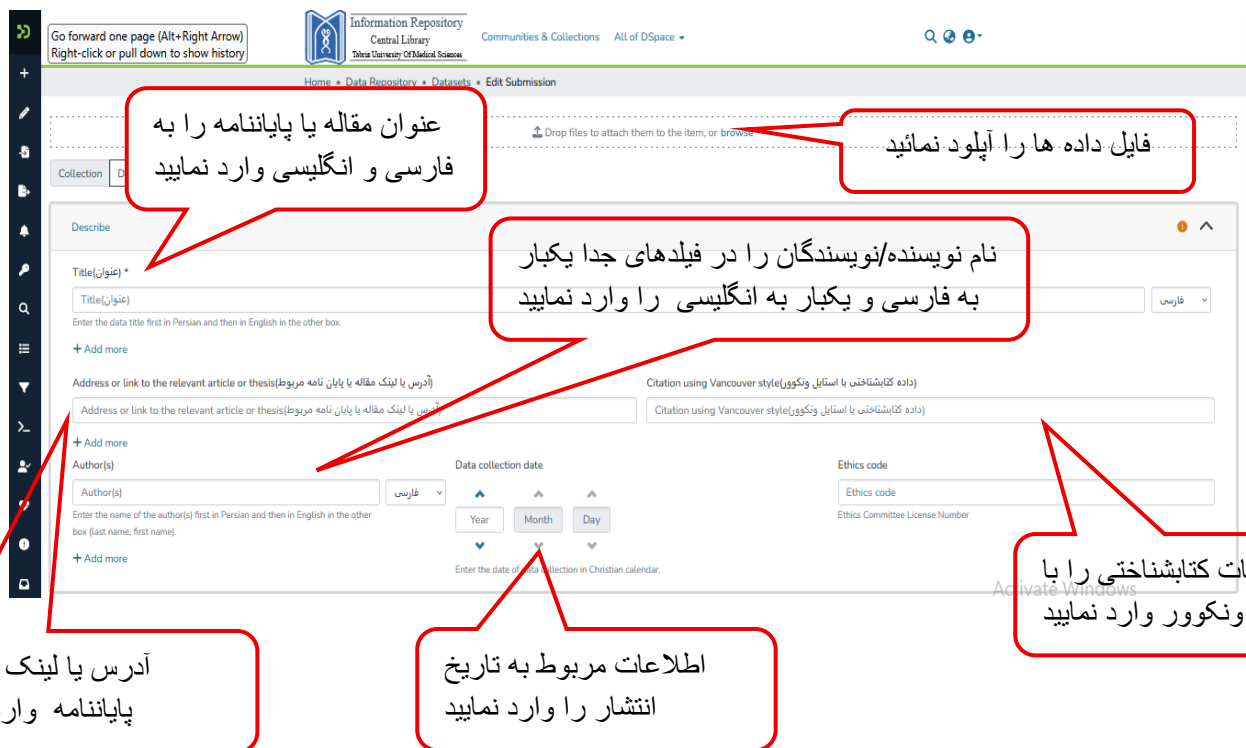 Go forward one page (Alt+Right Arrow)
Right-click or pull down to show history
Information Repository
Central Library
Tabriz University Of Medical Sciences
Communities & Collections All of DSpace
Home • Data Repository • Datasets • Edit Submission
عنوان مقاله یا پایاننامه را به
فارسی و انگلیسی وارد نمایید
Drop files to attach them to the item, or browse
فایل داده ها را آپلود نمائید
Collection D
Describe
نام نویسنده/نویسندگان را در فیلدهای جدا یکبار
به فارسی و یکبار به انگلیسی را وارد نمایید
Title(عنوان) *
Title(عنوان)
فارسی
Enter the data title first in Persian and then in English in the other box.
+ Add more
Address or link to the relevant article or thesis(آدرس یا لینک مقاله یا پایان نامه مربوط)
Citation using Vancouver style(داده کتابشناختی با استایل ونکوور)
Address or link to the relevant article or thesis(آدرس یا لینک مقاله یا پایان نامه مربوط)
Citation using Vancouver style(داده کتابشناختی با استایل ونکوور)
+ Add more
Author(s)
Data collection date
Ethics code
Author(s)
فارسی
Ethics code
Enter the name of the author(s) first in Persian and then in English in the other
box (last name, first name).
Year
Month
Day
Ethics Committee License Number
+ Add more
Enter the date of data collection in Christian calendar.
Activate Windows
ات کتابشناختی را با
ونکوور وارد نمایید
آدرس یا لینک
پایاننامه وار
اطلاعات مربوط به تاریخ
انتشار را وارد نمایید